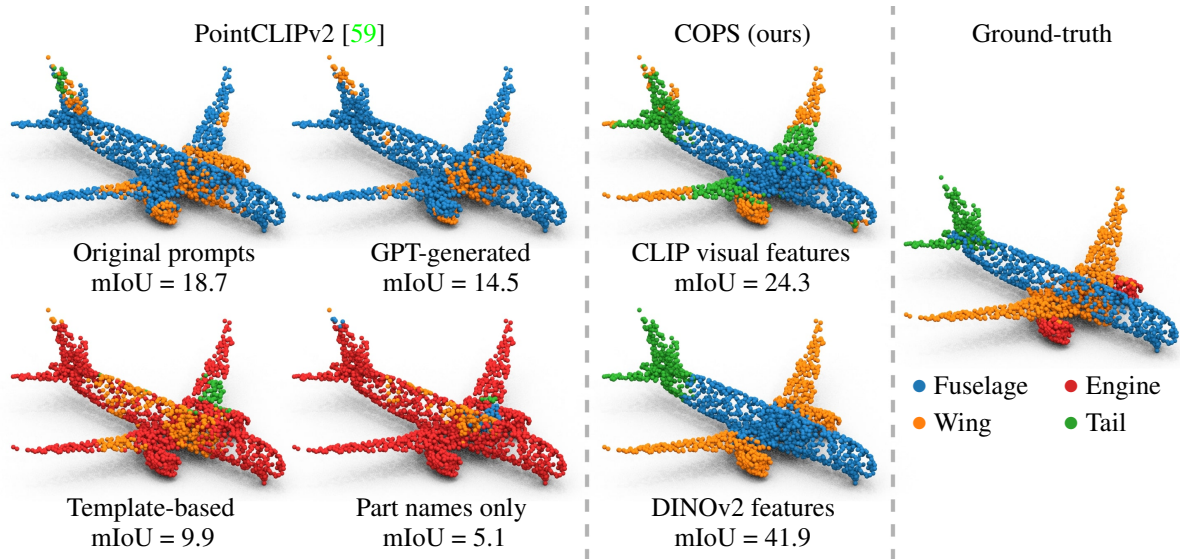 PointCLIPv2 [59]
COPS (ours)
Ground-truth
Original prompts
mIoU = 18.7
GPT-generated
mIoU = 14.5
CLIP visual features
mIoU = 24.3
Template-based
mIoU = 9.9
Part names only
mIoU = 5.1
DINOv2 features
mIoU = 41.9
Fuselage
Engine
Wing
Tail